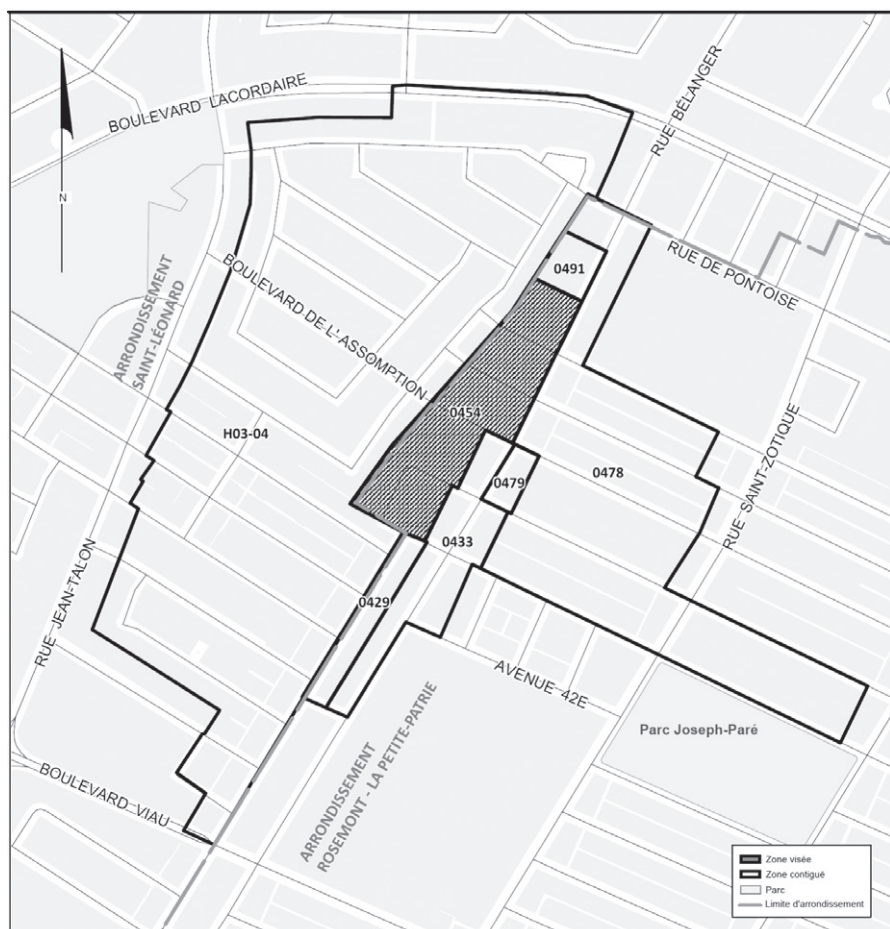 BOULEVARD LACORDAIRE
RUE BÉLANGER
N
0491
RUE DE PONTOISE
BOULEVARD DE L' ASSOMPTION
ARRONDISSEMENT
SAINT-LÉONARD
0454
H03-04
0478
0479
RUE SAINT-ZOTIQUE
0433
0429
RUE JEAN-TALON
AVENUE 42E
ARRONDISSEMENT
ROSEMONT - LA PETITE-PATRIE
Parc Joseph-Paré
BOULEVARD VIAU
Zone visée
Zone contiguë
Parc
Limite d'arrondissement